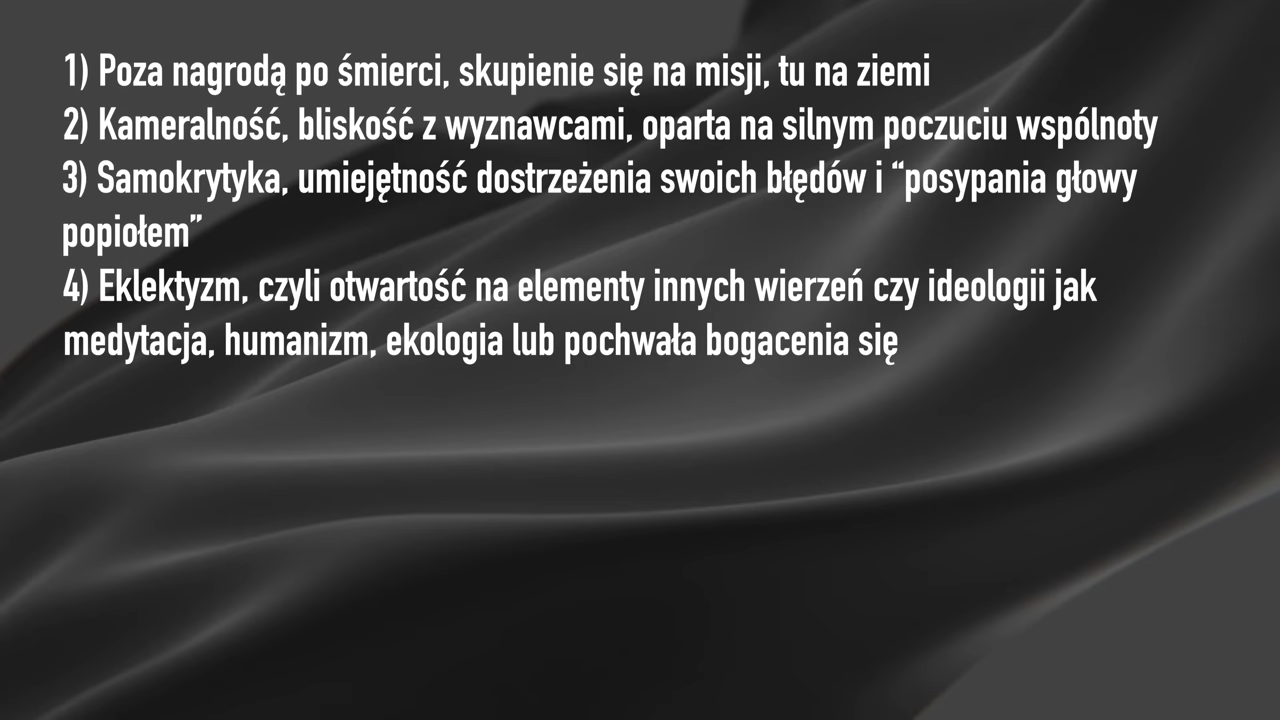 1) Poza nagrodą po śmierci, skupienie się na misji, tu na ziemi
2) Kameralność, bliskość z wyznawcami, oparta na silnym poczuciu wspólnoty
3) Samokrytyka, umiejętność dostrzeżenia swoich błędów i “posypania głowy
popiołem”
4) Eklektyzm, czyli otwartość na elementy innych wierzeń czy ideologii jak
medytacja, humanizm, ekologia lub pochwała bogacenia się